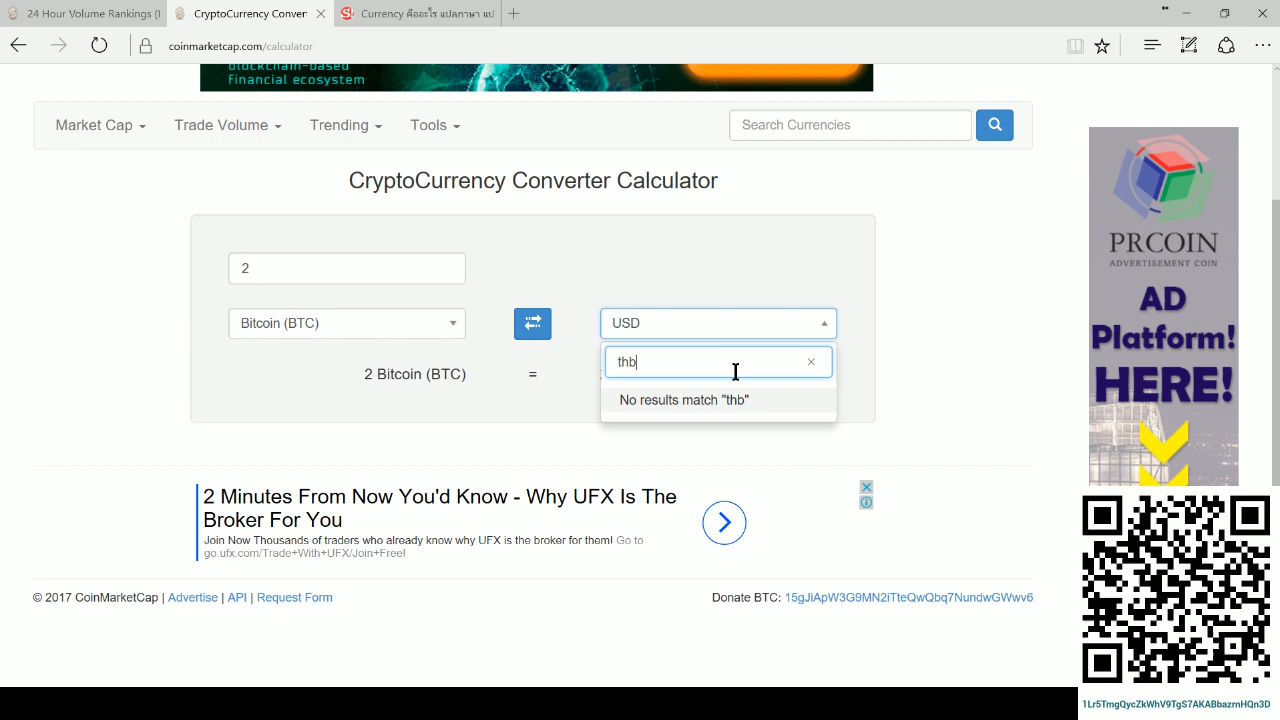 24 Hour Volume Rankings (
CryptoCurrency Conver
Currency คืออะไร แปลภาษา แป
coinmarketcap.com/calculator
blockchain-based
financial ecosystem
Market Cap
Trade Volume
Trending
Tools
Search Currencies
CryptoCurrency Converter Calculator
2
Bitcoin (BTC)
USD
thb
2 Bitcoin (BTC)
=
No results match "thb"
PRCOIN
ADVERTISEMENT COIN
AD
Platform!
HERE!
2 Minutes From Now You'd Know - Why UFX Is The
Broker For You
Join Now Thousands of traders who already know why UFX is the broker for them! Go to
go.ufx.com/Trade+With+UFX/Join+Free!
© 2017 CoinMarketCap | Advertise | API | Request Form
Donate BTC: 15gJiApW3G9MN2iTteQwQbq7NundwGWwv6
1Lr5TmgQycZkWhV9TgS7AKABbazrnHQn3D